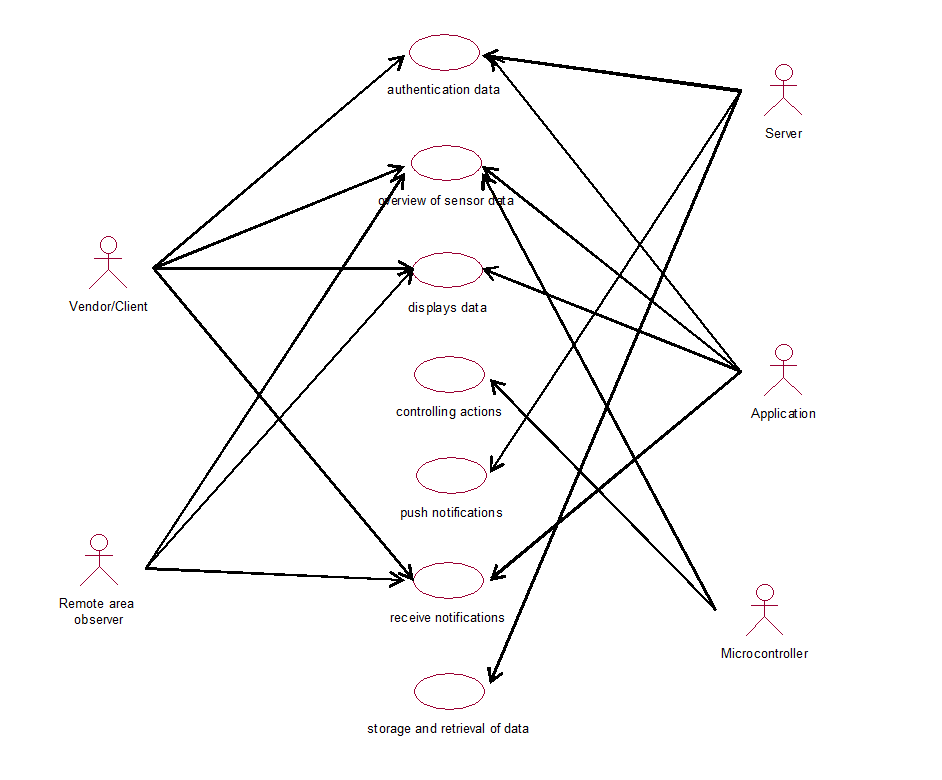 authentication data
Server
overview of sensor data
Vendor/Client
displays data
controlling actions
Application
push notifications
Remote area
observer
receive notifications
Microcontroller
storage and retrieval of data